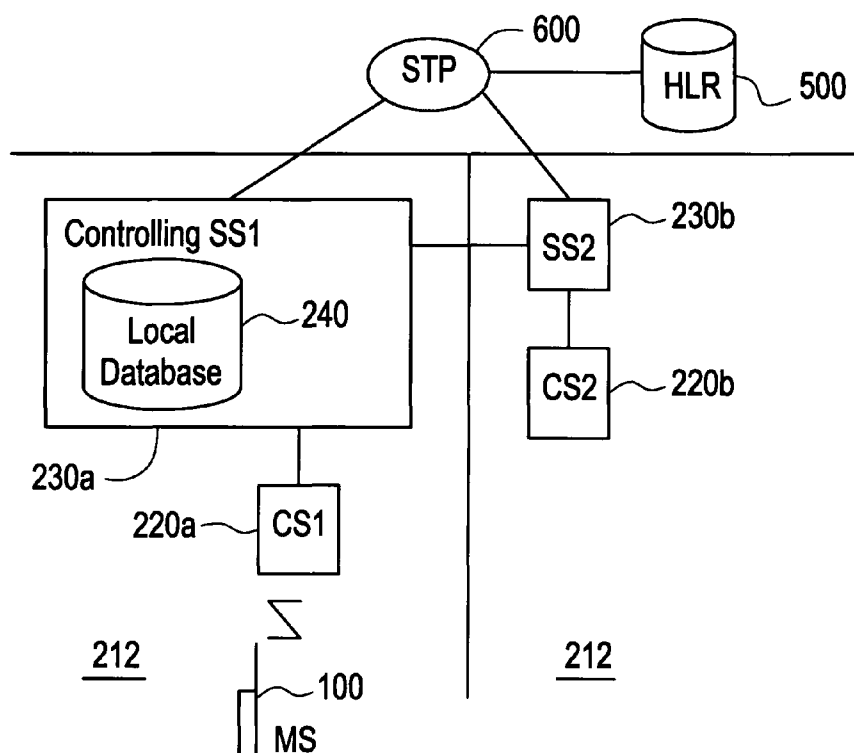 600
STP
HLR
500
Controlling SS1
230b
SS2
Local
Database
240
CS2
220b
230a
220a
CS1
212
212
100
MS